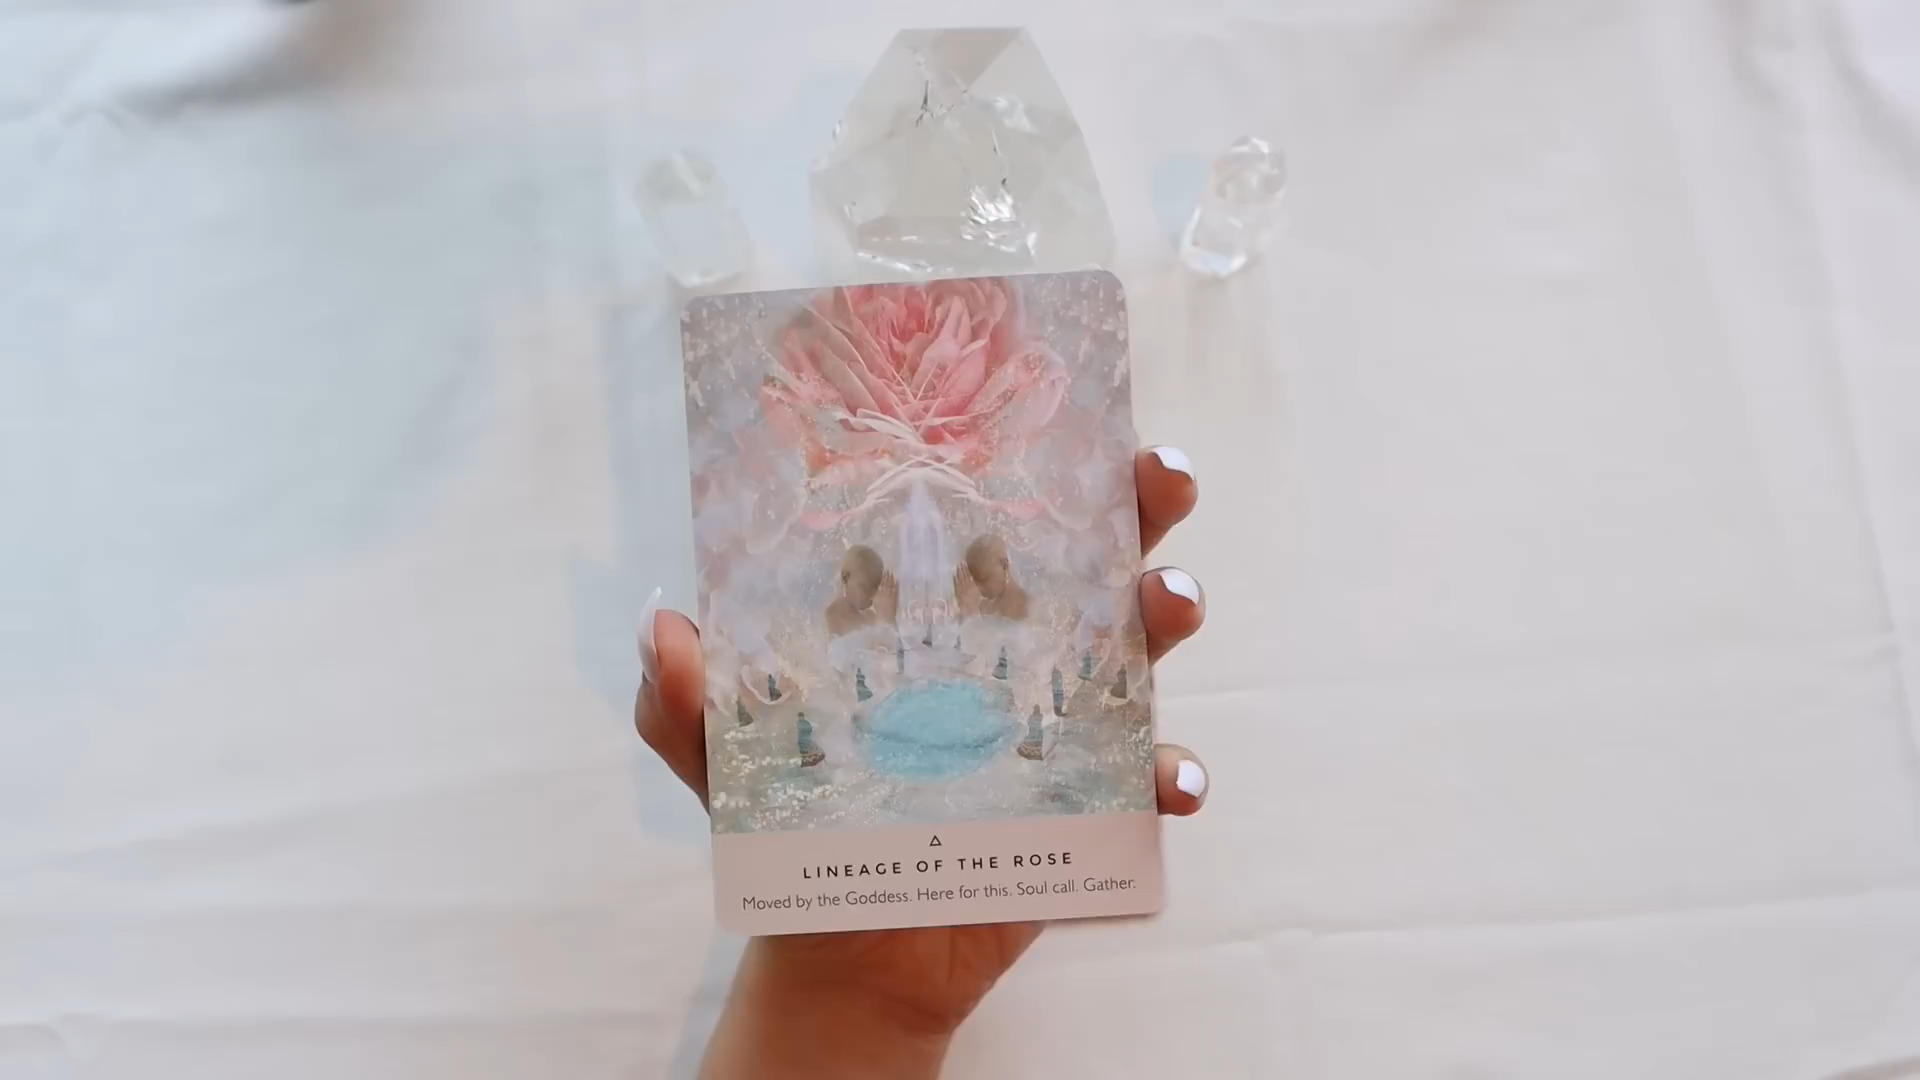 LINEAGE OF THE ROSE
Moved by the Goddess. Here for this. Soul call. Gather.